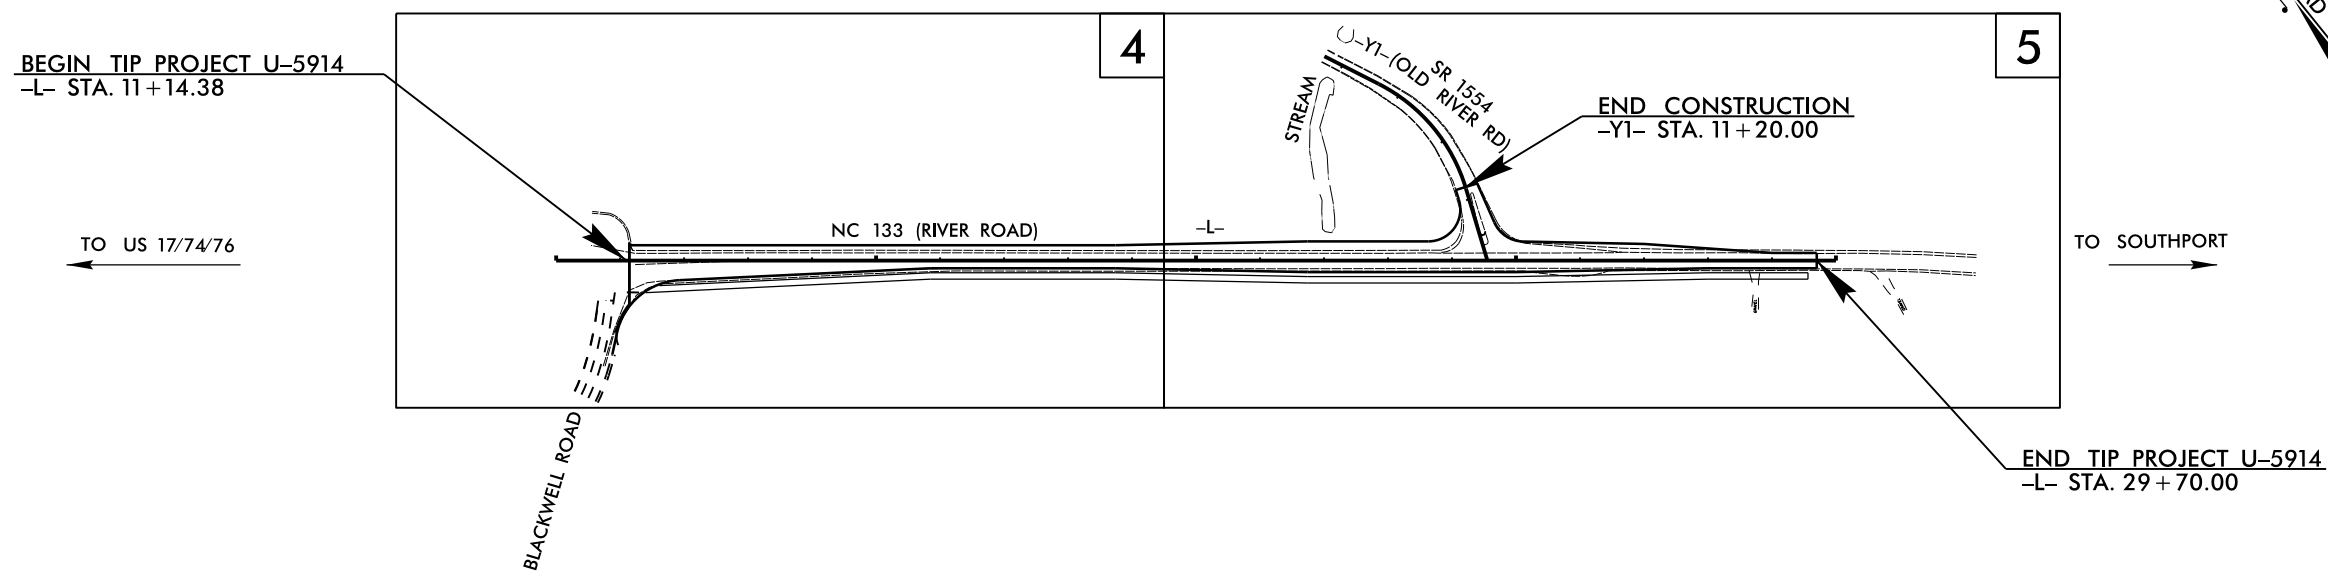 4
5
BEGIN TIP PROJECT U–5914
–L– STA. 11+14.38
–Y1–(OLD RIVER RD)
SR 1554
STREAM
END CONSTRUCTION
–Y1– STA. 11+20.00
TO US 17/74/76
NC 133 (RIVER ROAD)
–L–
TO SOUTHPORT
BLACKWELL ROAD
END TIP PROJECT U–5914
–L– STA. 29+70.00